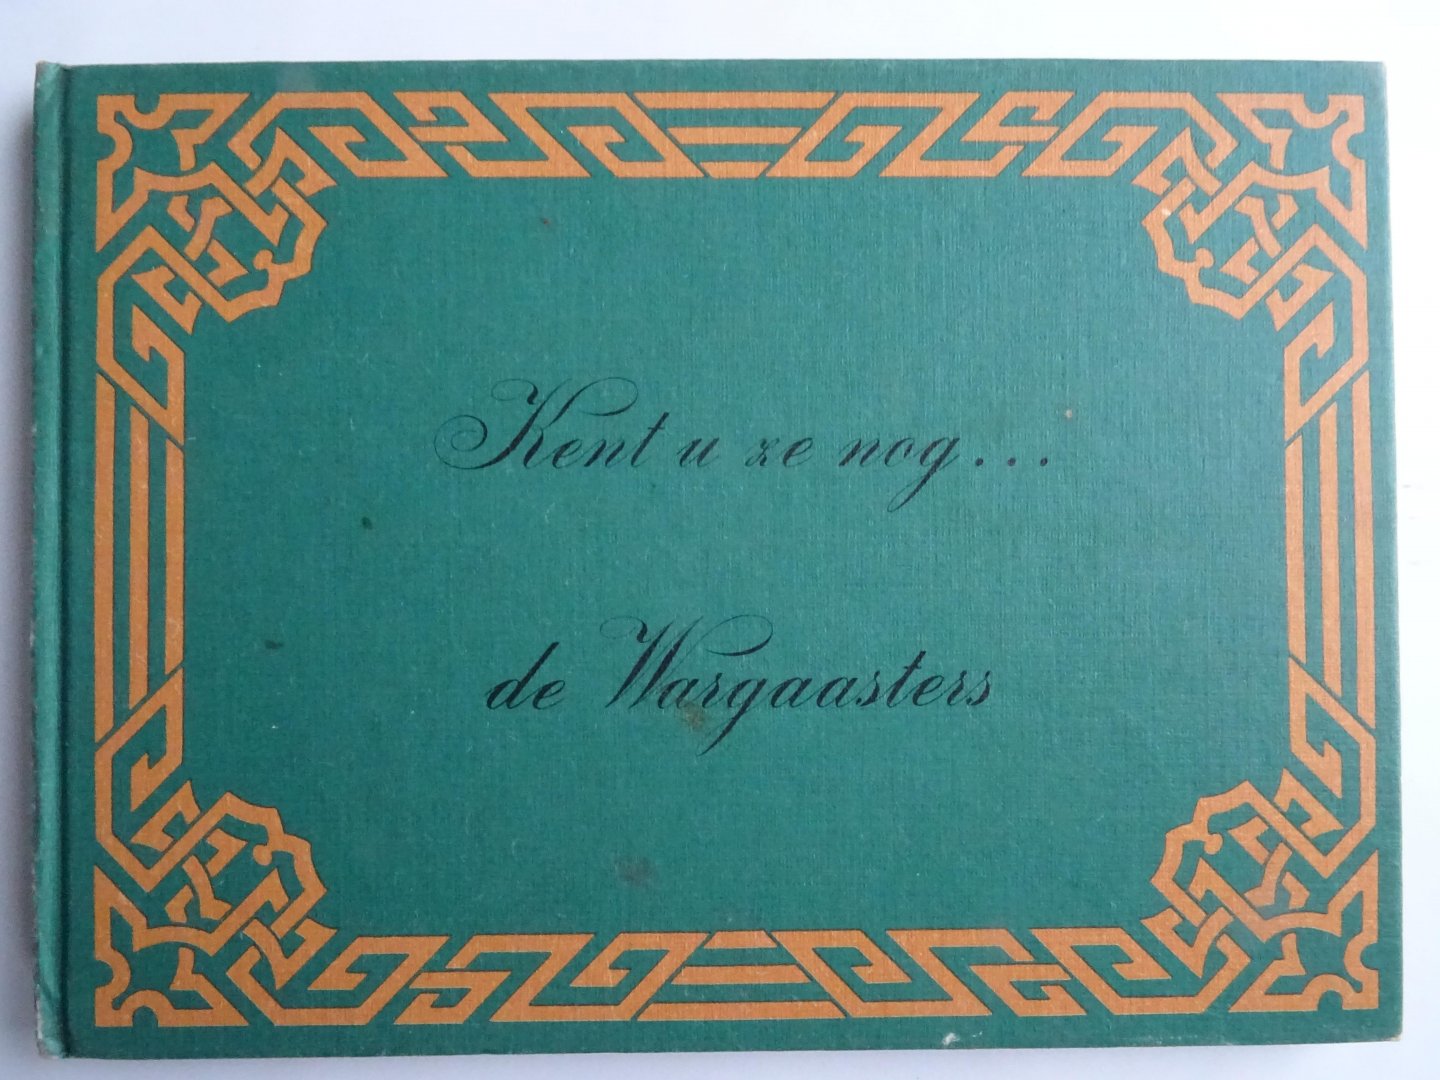 Kent u ze nog...
de Wargaasters